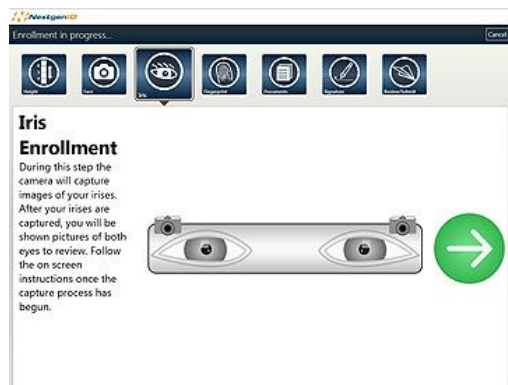 NextgenID
Enrollment in progress...
Cancel
Height
Face
Iris
Fingerprint
Documents
Signature
Review/Submit
Iris
Enrollment
During this step the
camera will capture
images of your irises.
After your irises are
captured, you will be
shown pictures of both
eyes to review. Follow
the on screen
instructions once the
capture process has
begun.